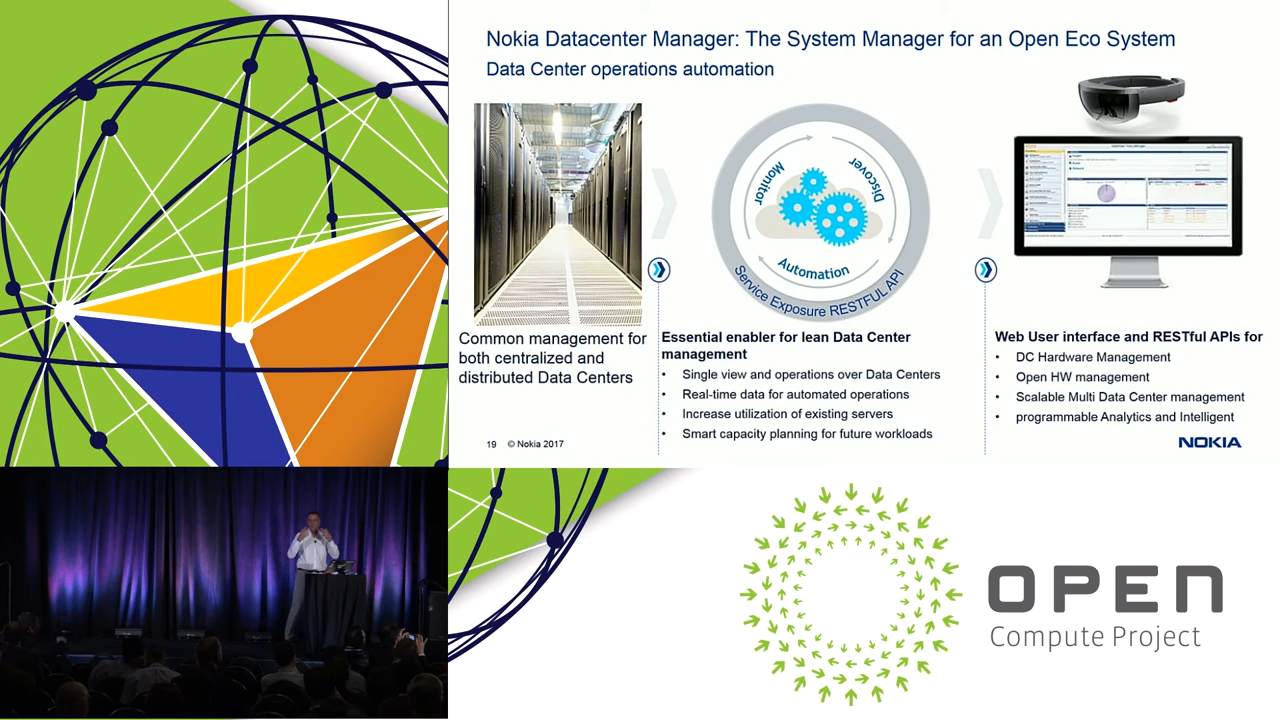 Nokia Datacenter Manager: The System Manager for an Open Eco System
Data Center operations automation
Monitor
Discover
Automation
Service Exposure RESTFUL API
Common management for
both centralized and
distributed Data Centers
Essential enabler for lean Data Center
management
• Single view and operations over Data Centers
• Real-time data for automated operations
• Increase utilization of existing servers
• Smart capacity planning for future workloads
Web User interface and RESTful APIs for
• DC Hardware Management
• Open HW management
• Scalable Multi Data Center management
• programmable Analytics and Intelligent
19 © Nokia 2017
NOKIA
OPEN
Compute Project